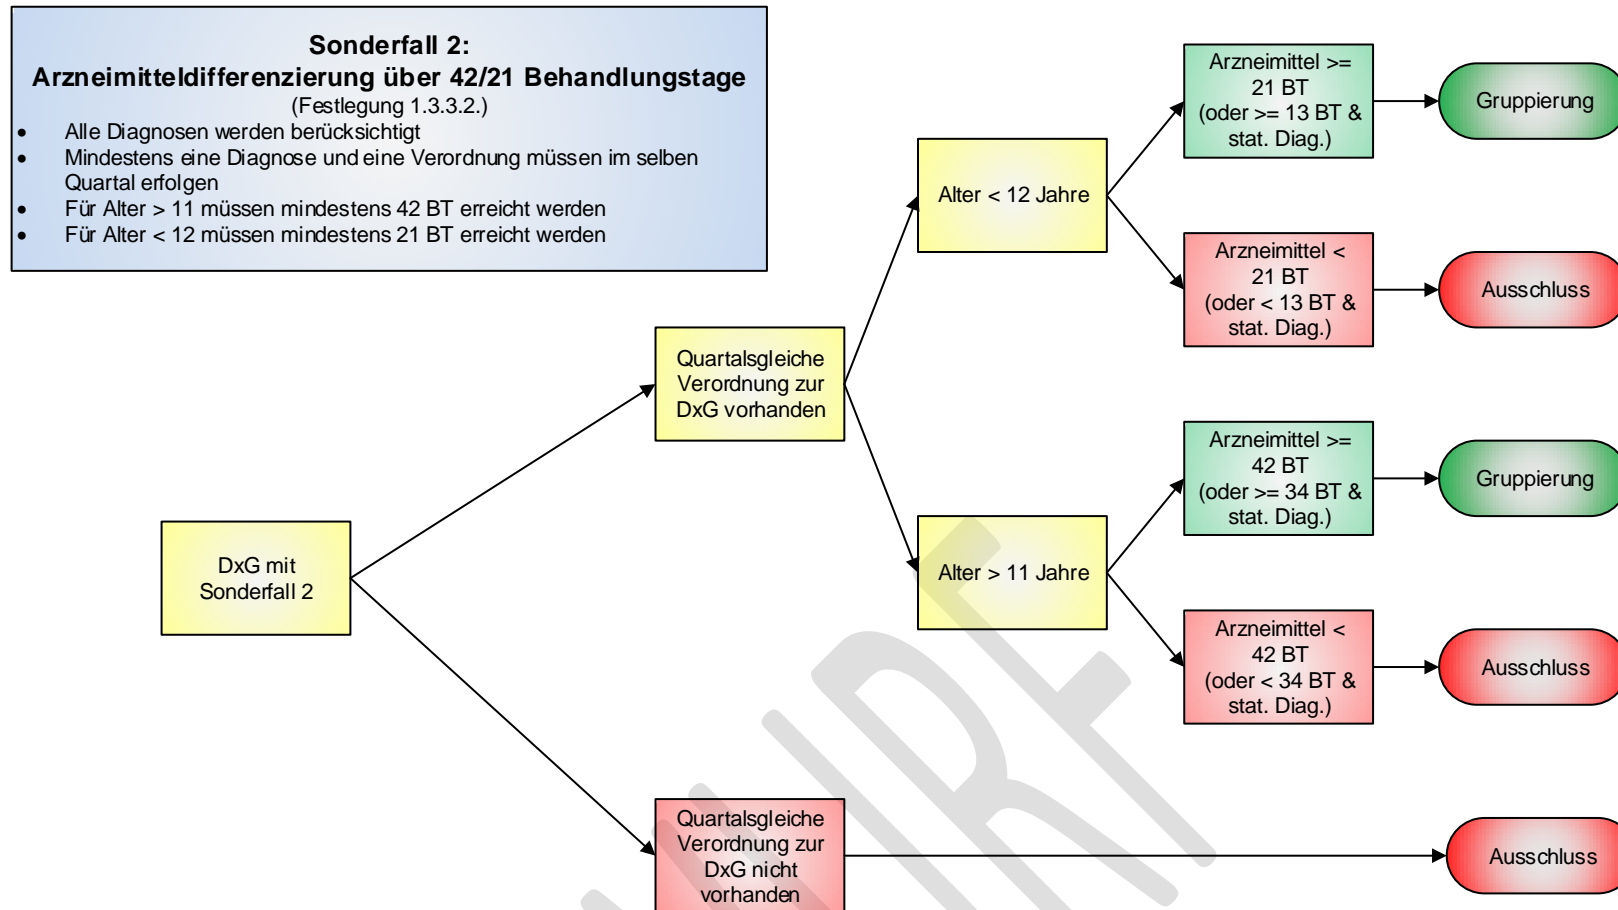 Sonderfall 2:
Arzneimitteldifferenzierung über 42/21 Behandlungstage
(Festlegung 1.3.3.2.)
• Alle Diagnosen werden berücksichtigt
• Mindestens eine Diagnose und eine Verordnung müssen im selben
Quartal erfolgen
• Für Alter > 11 müssen mindestens 42 BT erreicht werden
• Für Alter < 12 müssen mindestens 21 BT erreicht werden
DxG mit
Sonderfall 2
Quartalsgleiche
Verordnung zur
DxG vorhanden
Alter < 12 Jahre
Arzneimittel >=
21 BT
(oder >= 13 BT &
stat. Diag.)
Gruppierung
Arzneimittel <
21 BT
(oder < 13 BT &
stat. Diag.)
Ausschluss
Alter > 11 Jahre
Arzneimittel >=
42 BT
(oder >= 34 BT &
stat. Diag.)
Gruppierung
Arzneimittel <
42 BT
(oder < 34 BT &
stat. Diag.)
Ausschluss
Quartalsgleiche
Verordnung zur
DxG nicht
vorhanden
Ausschluss